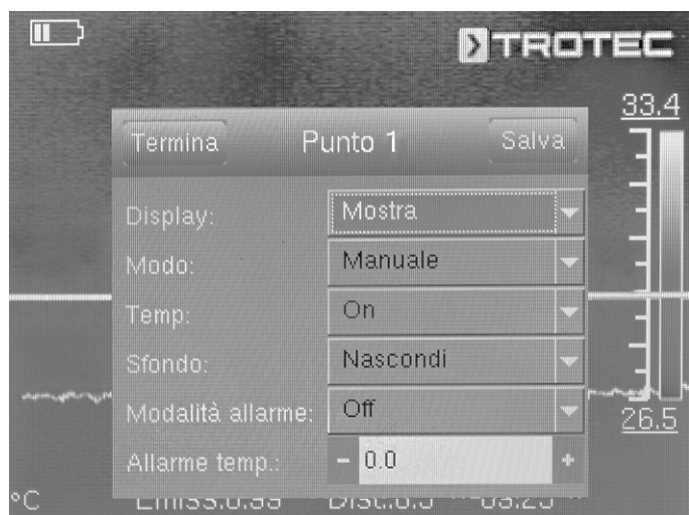 TROTEC
33.4
Termina Punto 1 Salva
Display: Mostra
Modo: Manuale
Temp: On
Sfondo: Nascondi
Modalità allarme: Off
26.5
Allarme temp.: - 0.0 +
°C